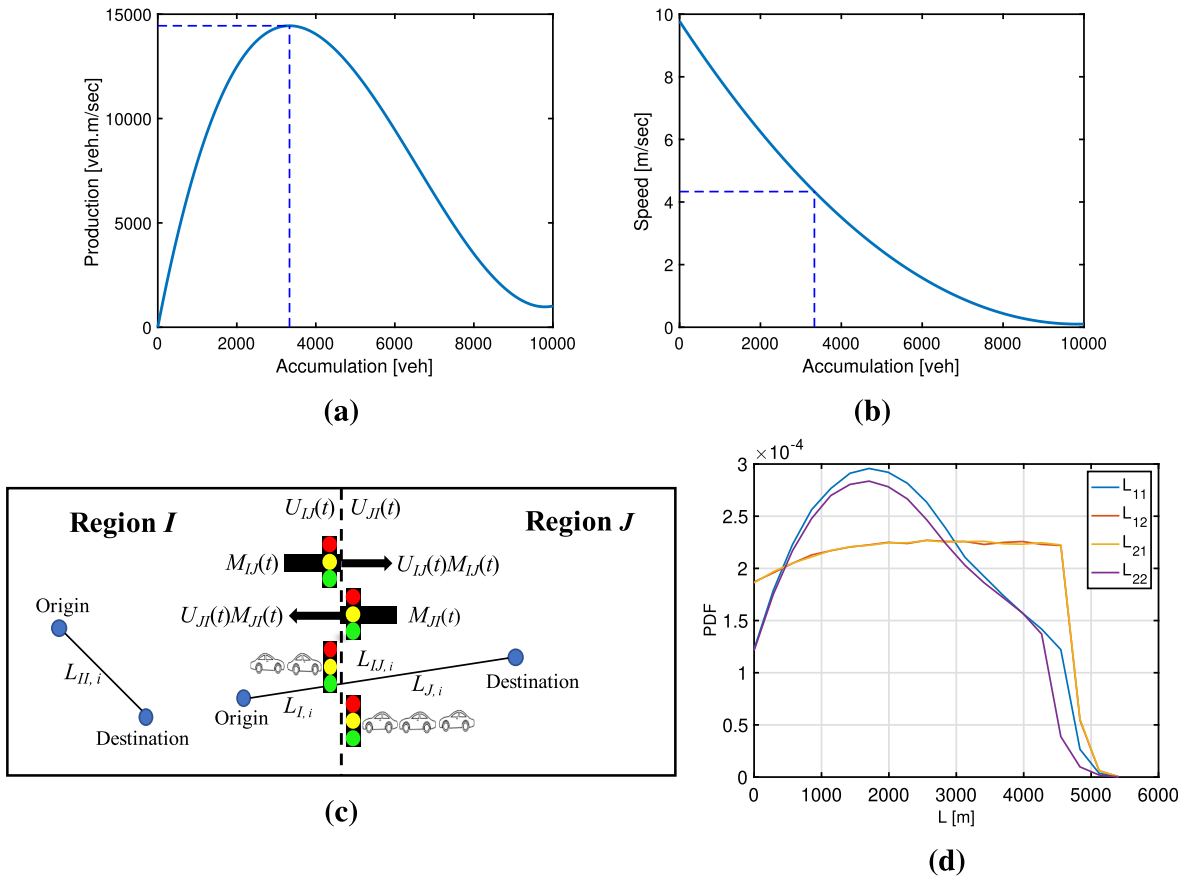 15000
10000
5000
0
Production [veh.m/sec]
0 2000 4000 6000 8000 10000
Accumulation [veh]
(a)
10
8
6
4
2
0
Speed [m/sec]
0 2000 4000 6000 8000 10000
Accumulation [veh]
(b)
Region I
U_IJ(t) U_JI(t)
Region J
M_IJ(t)
U_IJ(t)M_IJ(t)
U_JI(t)M_JI(t)
M_JI(t)
Origin
L_II,i
Destination
L_IJ,i
L_I,i
L_J,i
Origin
Destination
(c)
×10^-4
3
2.5
2
1.5
1
0.5
0
PDF
L_11
L_12
L_21
L_22
0 1000 2000 3000 4000 5000 6000
L [m]
(d)